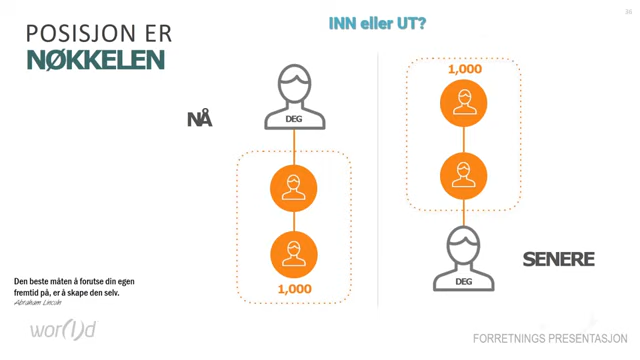 35
INN eller UT?
POSISJON ER
NØKKELEN
NÅ
DEG
1,000
1,000
DEG
SENERE
Den beste måten å forutse din egen
fremtid på, er å skape den selv.
Abraham Lincoln
wor(l)d
FORRETNINGS PRESENTASJON